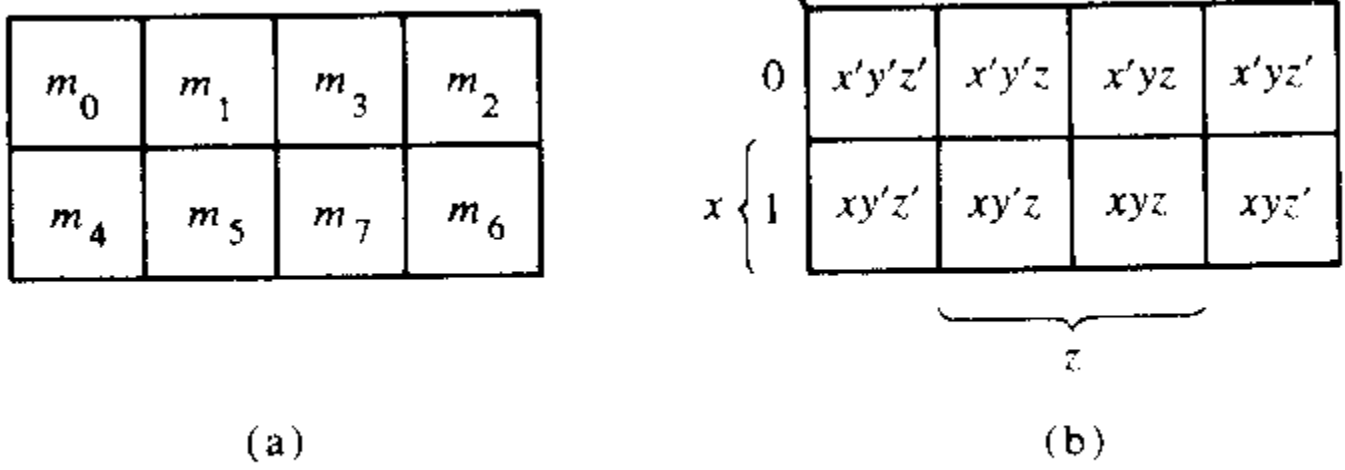 m₀ m₁ m₃ m₂
m₄ m₅ m₇ m₆
(a)
0 x'y'z' x'y'z x'yz x'yz'
x { 1 xy'z' xy'z xyz xyz'
z
(b)